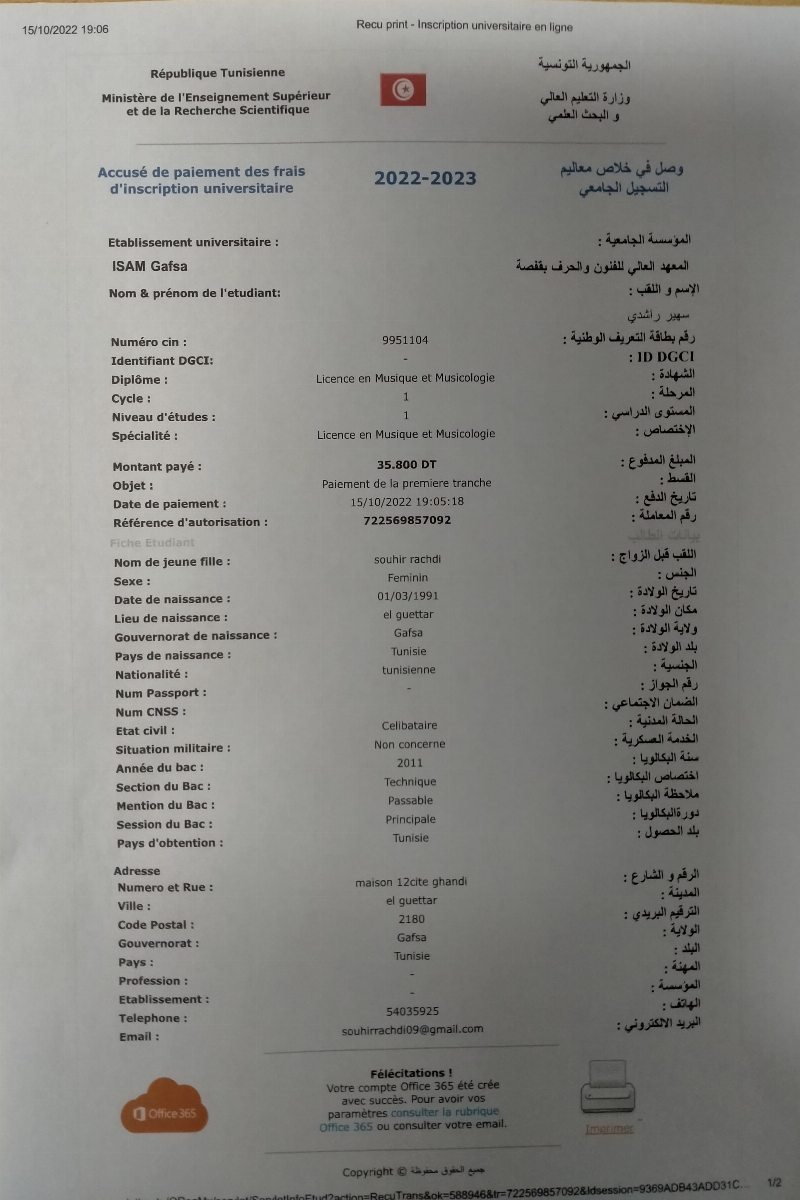 15/10/2022 19:06
Recu print - Inscription universitaire en ligne
République Tunisienne
الجمهورية التونسية
Ministère de l'Enseignement Supérieur
et de la Recherche Scientifique
وزارة التعليم العالي
و البحث العلمي
Accusé de paiement des frais
d'inscription universitaire
2022-2023
وصل في خلاص معاليم
التسجيل الجامعي
Etablissement universitaire :
المؤسسة الجامعية :
ISAM Gafsa
المعهد العالي للفنون والحرف بقفصة
Nom & prénom de l'etudiant:
الإسم و اللقب :
سهير راشدي
Numéro cin : 9951104 رقم بطاقة التعريف الوطنية :
Identifiant DGCI: - ID DGCI :
Diplôme : Licence en Musique et Musicologie الشهادة :
Cycle : 1 المرحلة :
Niveau d'études : 1 المستوى الدراسي :
Spécialité : Licence en Musique et Musicologie الإختصاص :
Montant payé : 35.800 DT المبلغ المدفوع :
Objet : Paiement de la premiere tranche القسط :
Date de paiement : 15/10/2022 19:05:18 تاريخ الدفع :
Référence d'autorisation : 722569857092 رقم المعاملة :
Fiche Etudiant بيانات الطالب
Nom de jeune fille : souhir rachdi اللقب قبل الزواج :
Sexe : Feminin الجنس :
Date de naissance : 01/03/1991 تاريخ الولادة :
Lieu de naissance : el guettar مكان الولادة :
Gouvernorat de naissance : Gafsa ولاية الولادة :
Pays de naissance : Tunisie بلد الولادة :
Nationalité : tunisienne الجنسية :
Num Passport : - رقم الجواز :
Num CNSS : الضمان الاجتماعي :
Etat civil : Celibataire الحالة المدنية :
Situation militaire : Non concerne الخدمة العسكرية :
Année du bac : 2011 سنة البكالويا :
Section du Bac : Technique اختصاص البكالويا :
Mention du Bac : Passable ملاحظة البكالويا :
Session du Bac : Principale دورةالبكالويا :
Pays d'obtention : Tunisie بلد الحصول :
Adresse
Numero et Rue : maison 12cite ghandi الرقم و الشارع :
Ville : el guettar المدينة :
Code Postal : 2180 الترقيم البريدي :
Gouvernorat : Gafsa الولاية :
Pays : Tunisie البلد :
Profession : - المهنة :
Etablissement : - المؤسسة :
Telephone : 54035925 الهاتف :
Email : souhirrachdi09@gmail.com البريد الالكتروني :
Office 365
Félécitations !
Votre compte Office 365 été crée
avec succès. Pour avoir vos
paramètres consulter la rubrique
Office 365 ou consulter votre email.
Imprimer
Copyright © جميع الحقوق محفوظة
ServletInfoEtud?action=RecuTrans&ok=588946&tr=722569857092&ldsession=9369ADB43ADD31C...
1/2